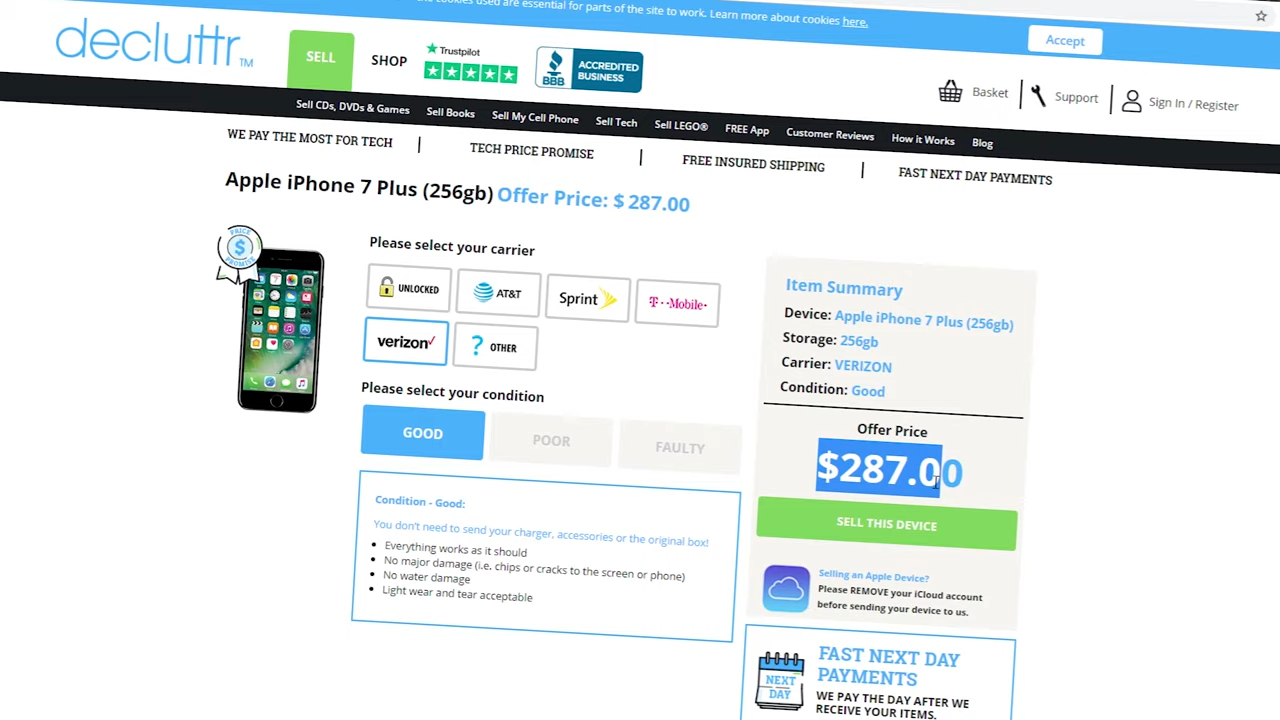 the cookies used are essential for parts of the site to work. Learn more about cookies here.
Accept
decluttr™
SELL
SHOP
Trustpilot
BBB
ACCREDITED
BUSINESS
Basket
Support
Sign In / Register
Sell CDs, DVDs & Games
Sell Books
Sell My Cell Phone
Sell Tech
Sell LEGO®
FREE App
Customer Reviews
How it Works
Blog
WE PAY THE MOST FOR TECH
TECH PRICE PROMISE
FREE INSURED SHIPPING
FAST NEXT DAY PAYMENTS
Apple iPhone 7 Plus (256gb) Offer Price: $ 287.00
PRICE
$
PROMISE
Please select your carrier
UNLOCKED
AT&T
Sprint
T-Mobile
verizon✓
? OTHER
Please select your condition
GOOD
POOR
FAULTY
Condition - Good:
You don't need to send your charger, accessories or the original box!
• Everything works as it should
• No major damage (i.e. chips or cracks to the screen or phone)
• No water damage
• Light wear and tear acceptable
Item Summary
Device: Apple iPhone 7 Plus (256gb)
Storage: 256gb
Carrier: VERIZON
Condition: Good
Offer Price
$287.00
SELL THIS DEVICE
Selling an Apple Device?
Please REMOVE your iCloud account
before sending your device to us.
NEXT
DAY
FAST NEXT DAY
PAYMENTS
WE PAY THE DAY AFTER WE
RECEIVE YOUR ITEMS.